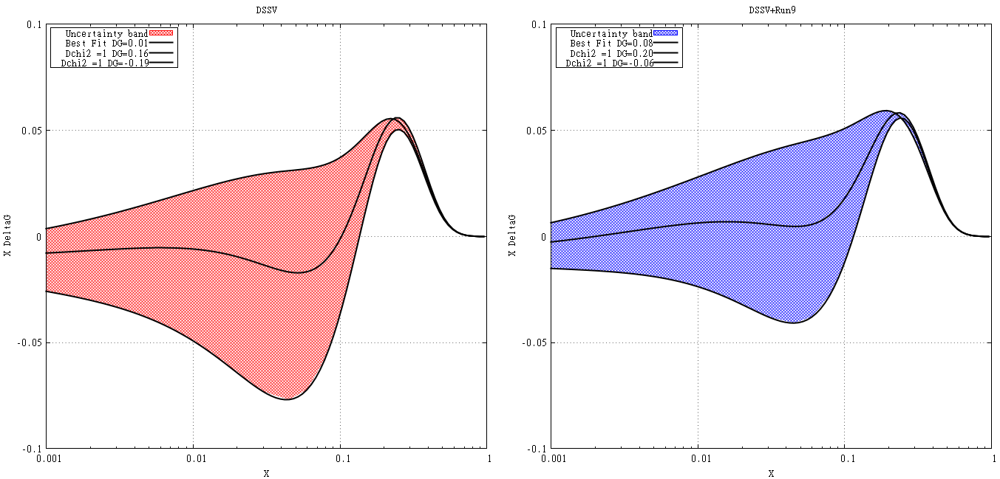 DSSV
0.1
0.05
0
-0.05
-0.1
X DeltaG
Uncertainty band
Best Fit DG=0.01
Dchi2 =1 DG=0.16
Dchi2 =1 DG=-0.19
0.001
0.01
0.1
1
X
DSSV+Run9
0.1
0.05
0
-0.05
-0.1
X DeltaG
Uncertainty band
Best Fit DG=0.08
Dchi2 =1 DG=0.20
Dchi2 =1 DG=-0.06
0.001
0.01
0.1
1
X